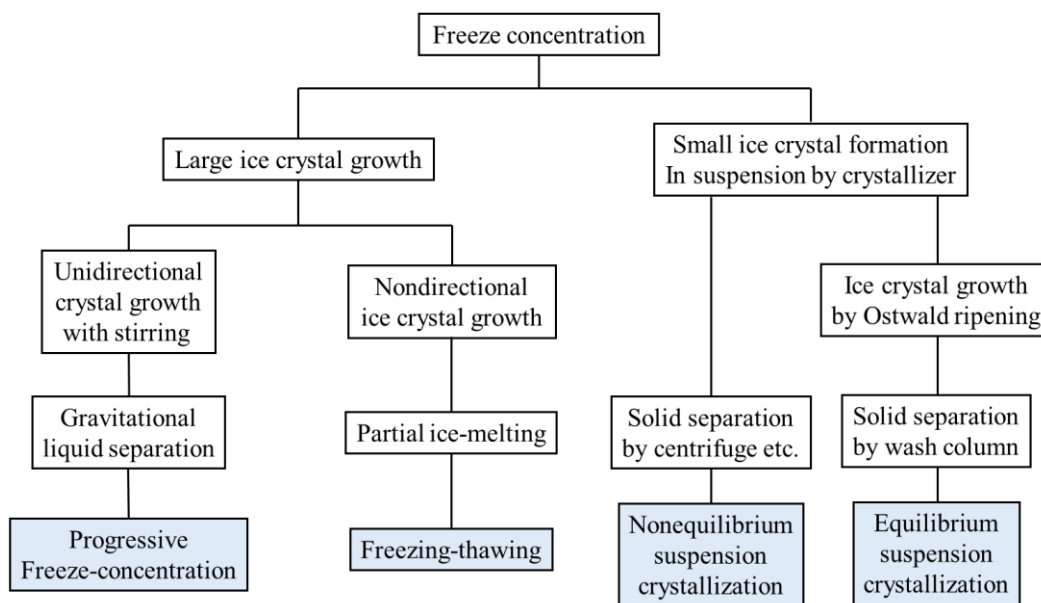 Freeze concentration
Large ice crystal growth
Small ice crystal formation
In suspension by crystallizer
Unidirectional
crystal growth
with stirring
Nondirectional
ice crystal growth
Ice crystal growth
by Ostwald ripening
Gravitational
liquid separation
Partial ice-melting
Solid separation
by centrifuge etc.
Solid separation
by wash column
Progressive
Freeze-concentration
Freezing-thawing
Nonequilibrium
suspension
crystallization
Equilibrium
suspension
crystallization